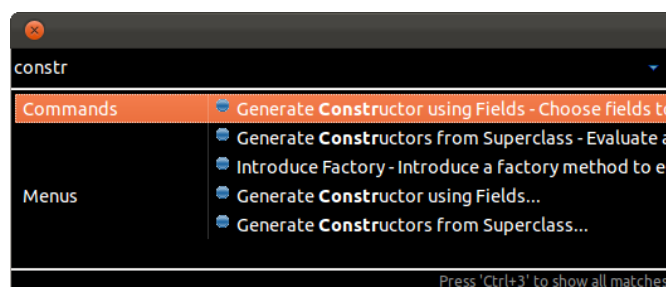 constr
Commands Generate Constructor using Fields - Choose fields to
Generate Constructors from Superclass - Evaluate a
Introduce Factory - Introduce a factory method to e
Menus Generate Constructor using Fields...
Generate Constructors from Superclass...
Press 'Ctrl+3' to show all matches